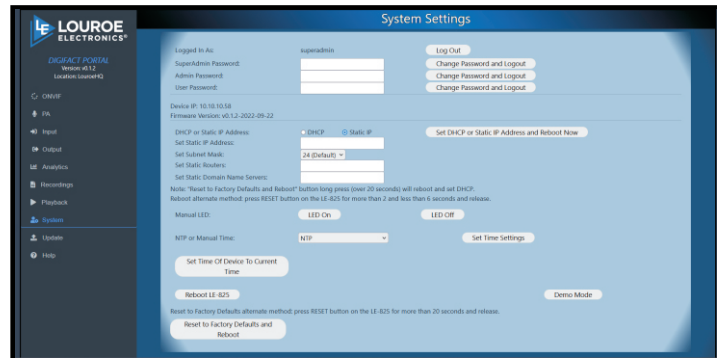 LE LOUROE
ELECTRONICS®
DIGIFACT PORTAL
Version: v0.1.2
Location: LouroeHQ
ONVIF
PA
Input
Output
Analytics
Recordings
Playback
System
Update
Help
System Settings
Logged In As: superadmin Log Out
SuperAdmin Password: Change Password and Logout
Admin Password: Change Password and Logout
User Password: Change Password and Logout
Device IP: 10.10.10.58
Firmware Version: v0.1.2-2022-09-22
DHCP or Static IP Address: DHCP Static IP Set DHCP or Static IP Address and Reboot Now
Set Static IP Address:
Set Subnet Mask: 24 (Default)
Set Static Routers:
Set Static Domain Name Servers:
Note: "Reset to Factory Defaults and Reboot" button long press (over 20 seconds) will reboot and set DHCP.
Reboot alternate method: press RESET button on the LE-825 for more than 2 and less than 6 seconds and release.
Manual LED: LED On LED Off
NTP or Manual Time: NTP Set Time Settings
Set Time Of Device To Current
Time
Reboot LE-825 Demo Mode
Reset to Factory Defaults alternate method: press RESET button on the LE-825 for more than 20 seconds and release.
Reset to Factory Defaults and
Reboot